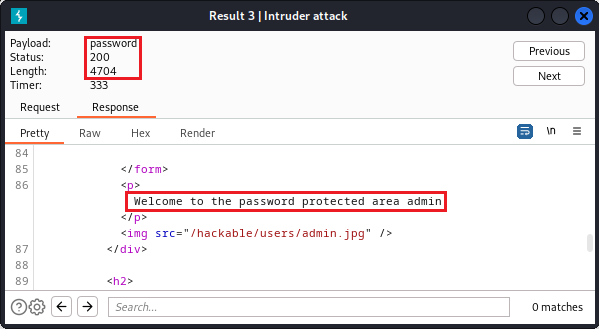 Result 3 | Intruder attack
Payload: password
Status: 200
Length: 4704
Timer: 333
Previous
Next
Request Response
Pretty Raw Hex Render \n
84
85 </form>
86 <p>
Welcome to the password protected area admin
</p>
<img src="/hackable/users/admin.jpg" />
87 </div>
88
89 <h2>
Search... 0 matches